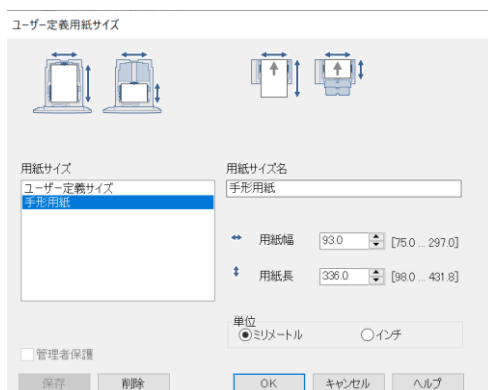 ユーザー定義用紙サイズ
用紙サイズ
ユーザー定義サイズ
手形用紙
用紙サイズ名
手形用紙
用紙幅 93.0 [75.0 ... 297.0]
用紙長 336.0 [98.0 ... 431.8]
単位
ミリメートル インチ
管理者保護
保存 削除 OK キャンセル ヘルプ